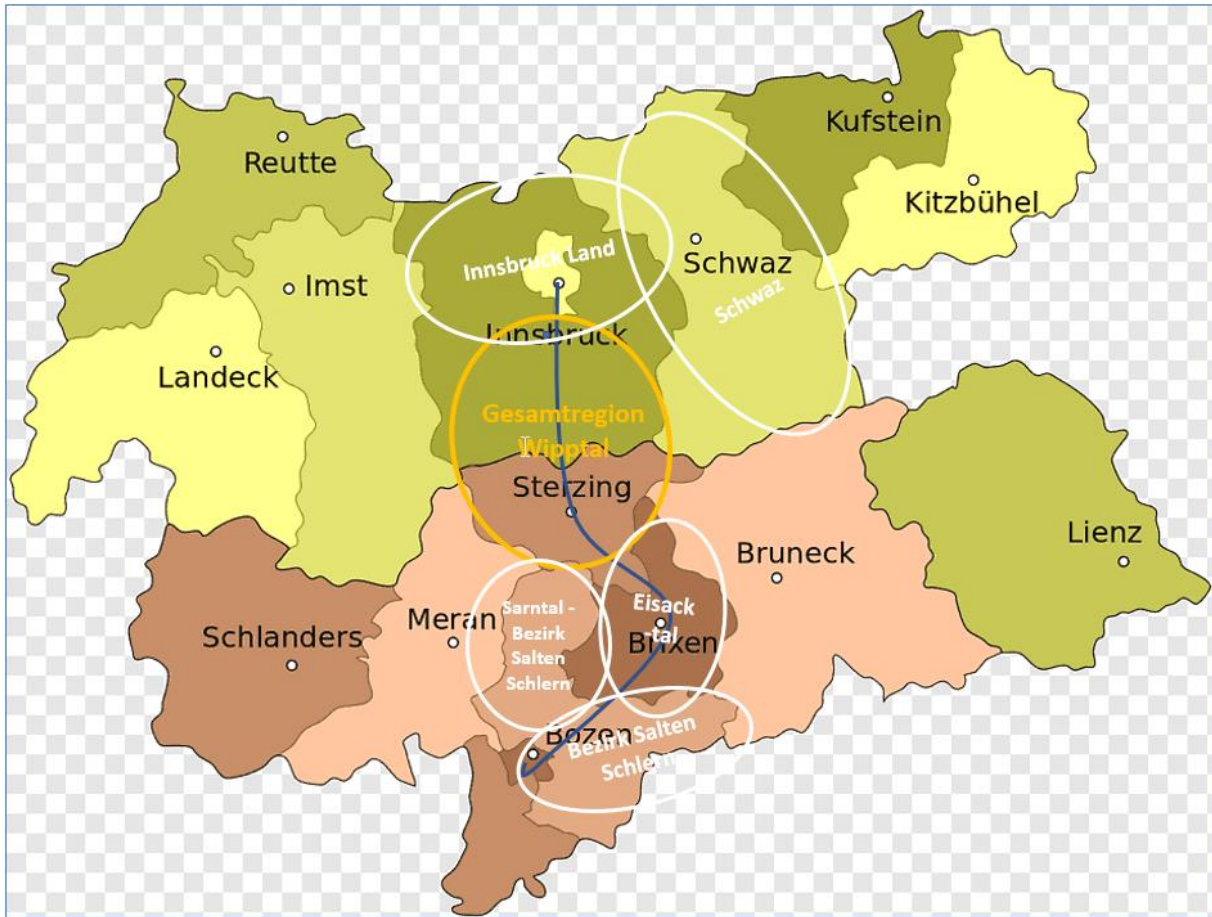 Kufstein
Reutte
Kitzbühel
Innsbruck Land
Schwaz
Imst
Schwaz
Innsbruck
Landeck
Gesamtregion
Wipptal
Sterzing
Lienz
Bruneck
Sarntal -
Bezirk
Salten
Schlern
Eisack
-tal
Meran
Schlanders
Brixen
Bozen
Bezirk Salten
Schlern